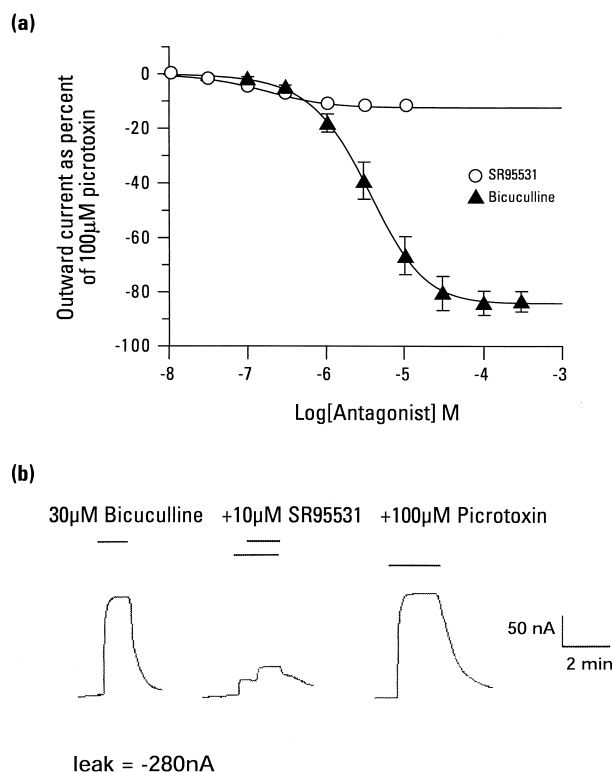 (a)
Outward current as percent
of 100µM picrotoxin
0
-20
-40
-60
-80
-100
-8
-7
-6
-5
-4
-3
Log[Antagonist] M
SR95531
Bicuculline
(b)
30µM Bicuculline
+10µM SR95531
+100µM Picrotoxin
50 nA
2 min
leak = -280nA